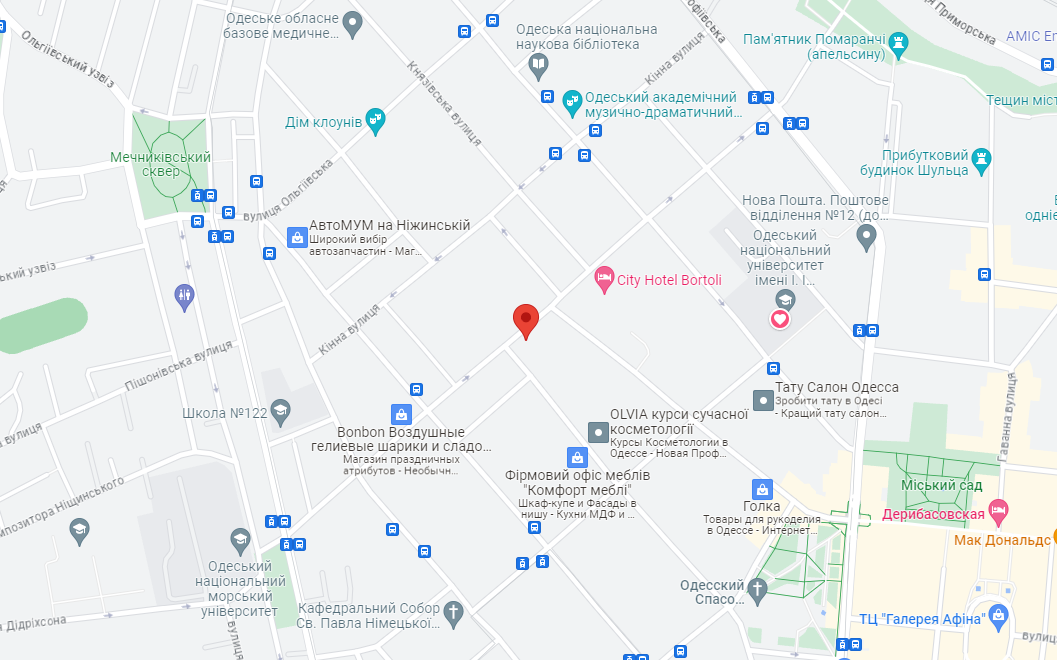 Одеське обласне
базове медичне...
Одеська національна
наукова бібліотека
Ольгіївський узвіз
Князівська вулиця
Кінна вулиця
Приморська
Пам'ятник Помаранчі
(апельсину)
AMIC En
Одеський академічний
музично-драматичний...
Тещин міст
Дім клоунів
Мечниківський
сквер
вулиця Ольгіївська
Прибутковий
будинок Шульца
Нова Пошта. Поштове
відділення №12 (до...
АвтоМУМ на Ніжинській
Широкий вибір
автозапчастин - Маг...
Одеський
національний
університет
імені І. І...
City Hotel Bortoli
Кінна вулиця
Пішонівська вулиця
Школа №122
Тату Салон Одесса
Зробити тату в Одесі
- Кращий тату салон...
OLVIA курси сучасної
косметології
Курсы Косметологии в
Одессе - Новая Проф...
Bonbon Воздушные
гелиевые шарики и сладо...
Магазин праздничных
атрибутов - Необычн...
Гаванна вулиця
Фірмовий офіс меблів
"Комфорт меблі"
Шкаф-купе и Фасады в
нишу - Кухни МДФ и ...
Міський сад
Голка
Товары для рукоделия
в Одессе - Интернет...
Дерибасовская
Мак Дональдс
Одеський
національний
морський
університет
Одесский
Спасо...
Кафедральний Собор
Св. Павла Німецької...
ТЦ "Галерея Афіна"
Дідріхсона
вулиця